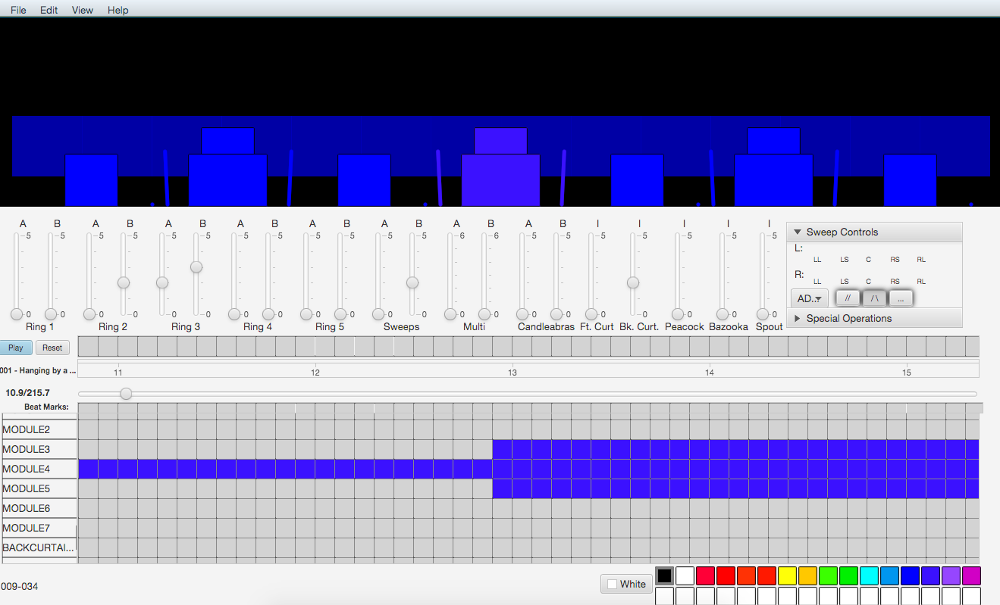 File Edit View Help
A B A B A B A B A B A B A B A B I I I I I
5 5 5 5 5 5 5 5 5 5 5 5 6 6 5 5 5 5 5 5 5
0 0 0 0 0 0 0 0 0 0 0 0 0 0 0 0 0 0 0 0 0
Ring 1 Ring 2 Ring 3 Ring 4 Ring 5 Sweeps Multi Candleabras Ft. Curt Bk. Curt. Peacock Bazooka Spout
Sweep Controls
L:
LL LS C RS RL
R:
LL LS C RS RL
AD.. // /\ ...
Special Operations
Play Reset
001 - Hanging by a ... 11 12 13 14 15
10.9/215.7
Beat Marks:
MODULE2
MODULE3
MODULE4
MODULE5
MODULE6
MODULE7
BACKCURTAI...
009-034 White